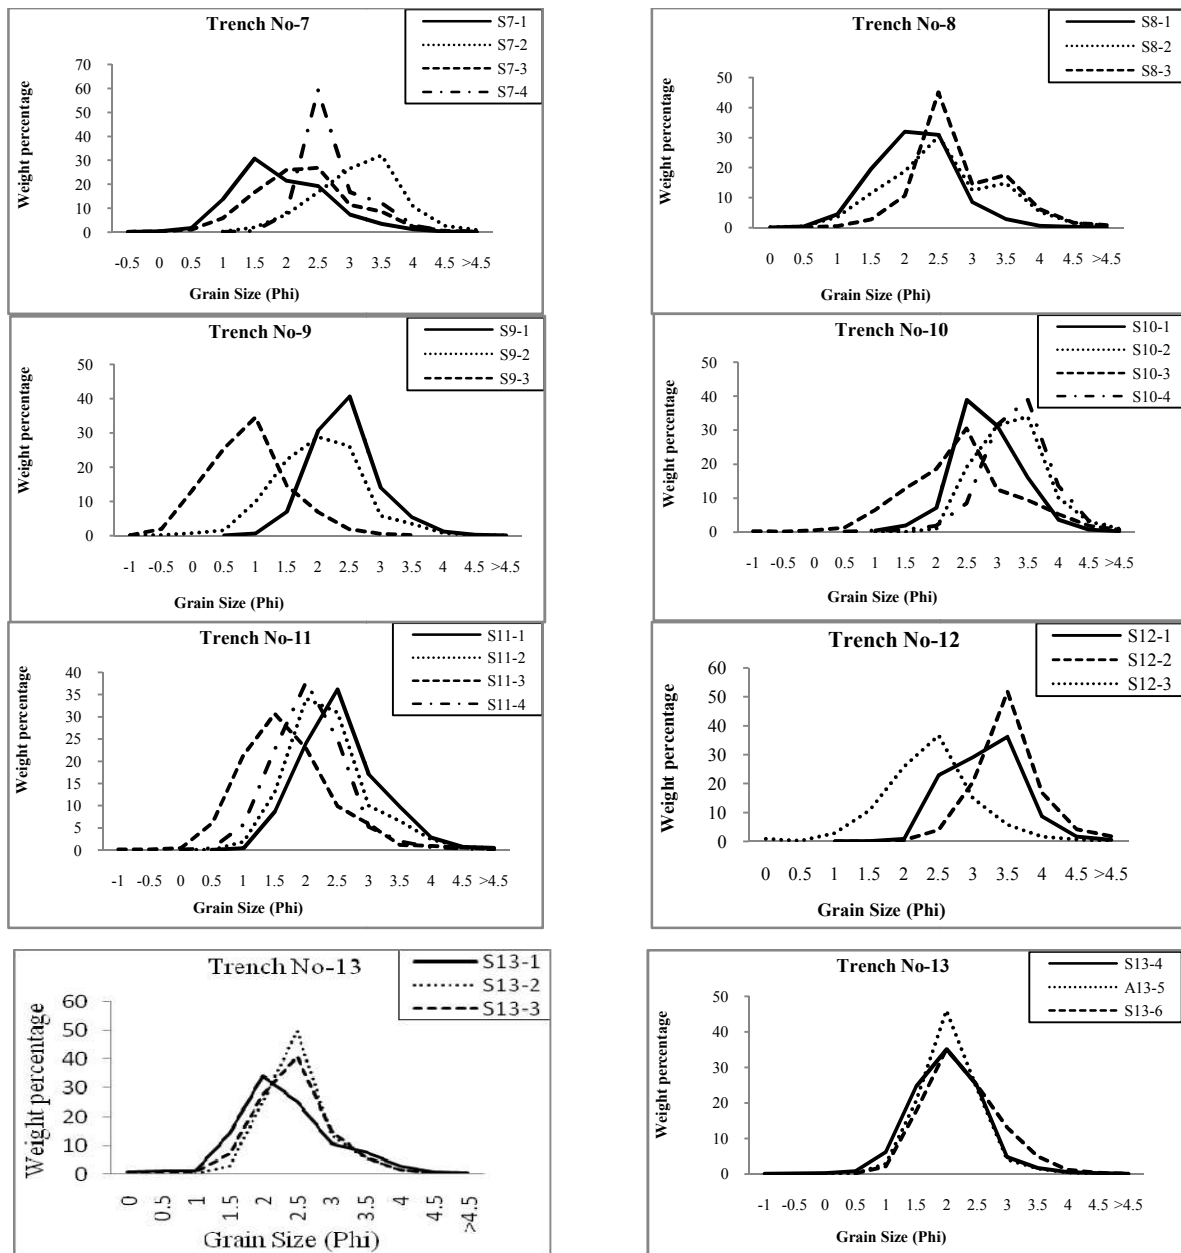 Trench No-7
S7-1
S7-2
S7-3
S7-4
Weight percentage
70
60
50
40
30
20
10
0
-0.5 0 0.5 1 1.5 2 2.5 3 3.5 4 4.5 >4.5
Grain Size (Phi)
Trench No-8
S8-1
S8-2
S8-3
Weight percentage
50
40
30
20
10
0
0 0.5 1 1.5 2 2.5 3 3.5 4 4.5 >4.5
Grain Size (Phi)
Trench No-9
S9-1
S9-2
S9-3
Weight percentage
50
40
30
20
10
0
-1 -0.5 0 0.5 1 1.5 2 2.5 3 3.5 4 4.5 >4.5
Grain Size (Phi)
Trench No-10
S10-1
S10-2
S10-3
S10-4
Weight percentage
50
40
30
20
10
0
-1 -0.5 0 0.5 1 1.5 2 2.5 3 3.5 4 4.5 >4.5
Grain Size (Phi)
Trench No-11
S11-1
S11-2
S11-3
S11-4
Weight percentage
40
35
30
25
20
15
10
5
0
-1 -0.5 0 0.5 1 1.5 2 2.5 3 3.5 4 4.5 >4.5
Grain Size (Phi)
Trench No-12
S12-1
S12-2
S12-3
Weight percentage
60
50
40
30
20
10
0
0 0.5 1 1.5 2 2.5 3 3.5 4 4.5 >4.5
Grain Size (Phi)
Trench No-13
S13-1
S13-2
S13-3
Weight percentage
60
50
40
30
20
10
0
0 0.5 1 1.5 2 2.5 3 3.5 4 4.5 >4.5
Grain Size (Phi)
Trench No-13
S13-4
A13-5
S13-6
Weight percentage
50
40
30
20
10
0
-1 -0.5 0 0.5 1 1.5 2 2.5 3 3.5 4 4.5 >4.5
Grain Size (Phi)